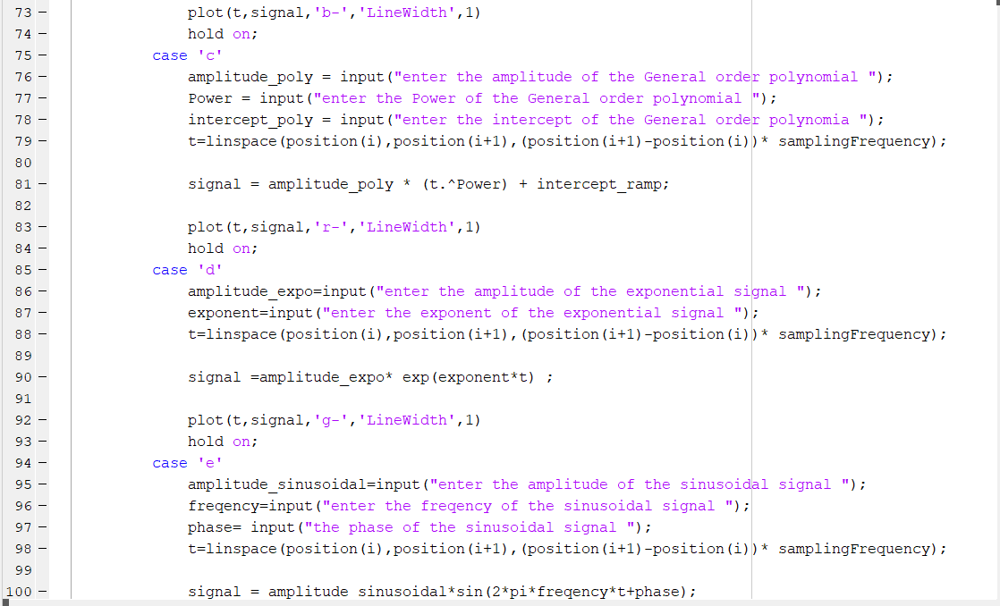 73 – plot(t,signal,'b-','LineWidth',1)
74 – hold on;
75 – case 'c'
76 – amplitude_poly = input("enter the amplitude of the General order polynomial ");
77 – Power = input("enter the Power of the General order polynomial ");
78 – intercept_poly = input("enter the intercept of the General order polynomia ");
79 – t=linspace(position(i),position(i+1),(position(i+1)-position(i))* samplingFrequency);
80
81 – signal = amplitude_poly * (t.^Power) + intercept_ramp;
82
83 – plot(t,signal,'r-','LineWidth',1)
84 – hold on;
85 – case 'd'
86 – amplitude_expo=input("enter the amplitude of the exponential signal ");
87 – exponent=input("enter the exponent of the exponential signal ");
88 – t=linspace(position(i),position(i+1),(position(i+1)-position(i))* samplingFrequency);
89
90 – signal =amplitude_expo* exp(exponent*t) ;
91
92 – plot(t,signal,'g-','LineWidth',1)
93 – hold on;
94 – case 'e'
95 – amplitude_sinusoidal=input("enter the amplitude of the sinusoidal signal ");
96 – freqency=input("enter the freqency of the sinusoidal signal ");
97 – phase= input("the phase of the sinusoidal signal ");
98 – t=linspace(position(i),position(i+1),(position(i+1)-position(i))* samplingFrequency);
99
100 – signal = amplitude_sinusoidal*sin(2*pi*freqency*t+phase);